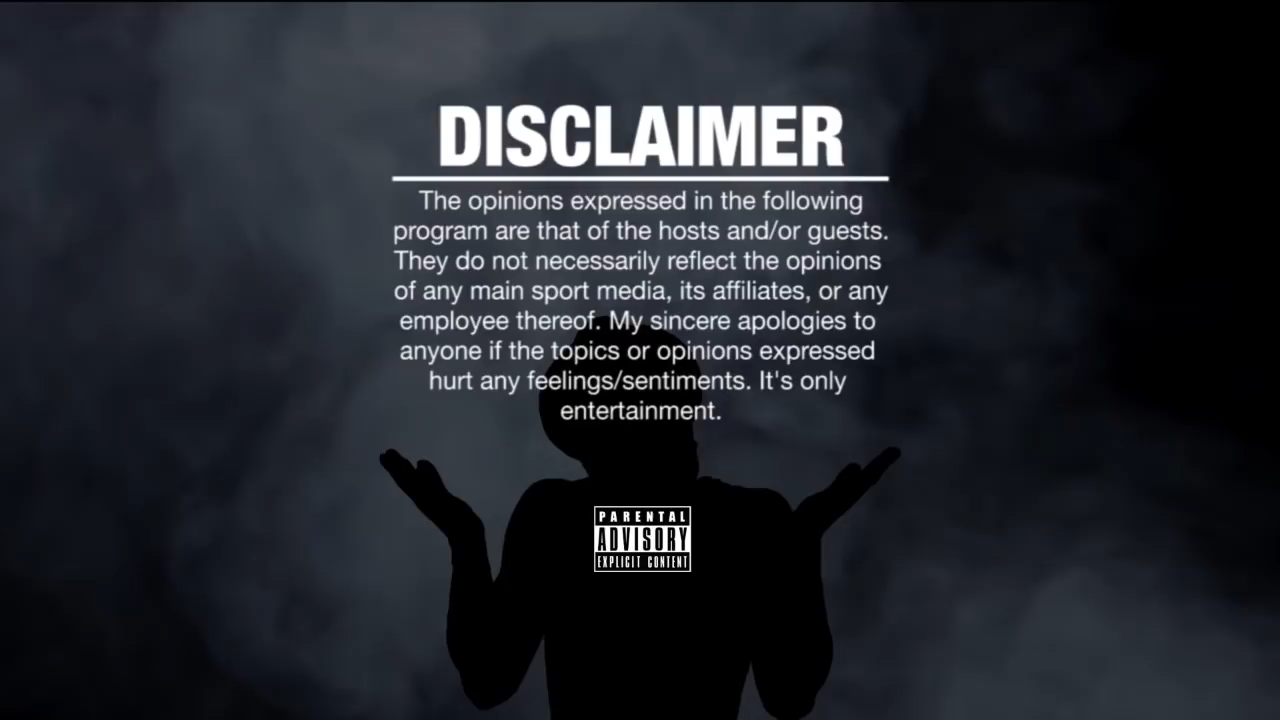 DISCLAIMER
The opinions expressed in the following
program are that of the hosts and/or guests.
They do not necessarily reflect the opinions
of any main sport media, its affiliates, or any
employee thereof. My sincere apologies to
anyone if the topics or opinions expressed
hurt any feelings/sentiments. It's only
entertainment.
PARENTAL
ADVISORY
EXPLICIT CONTENT